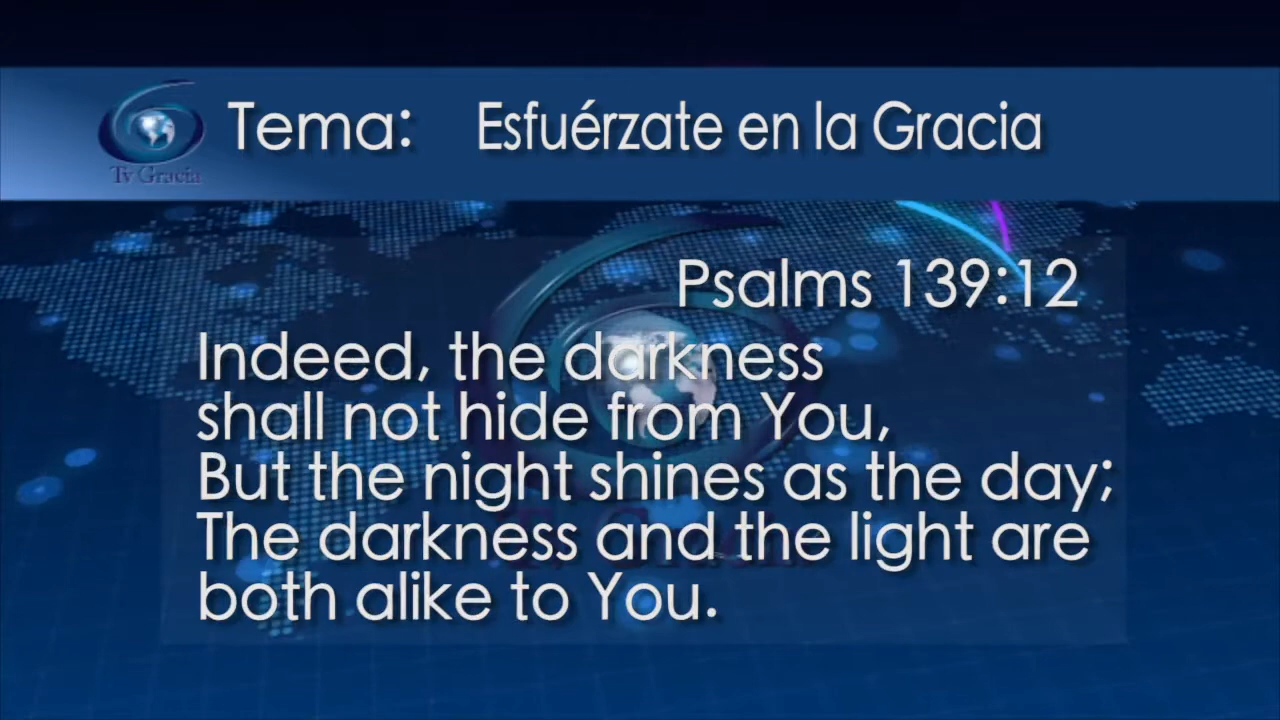 Tema: Esfuérzate en la Gracia
Tv Gracia
Psalms 139:12
Indeed, the darkness
shall not hide from You,
But the night shines as the day;
The darkness and the light are
both alike to You.